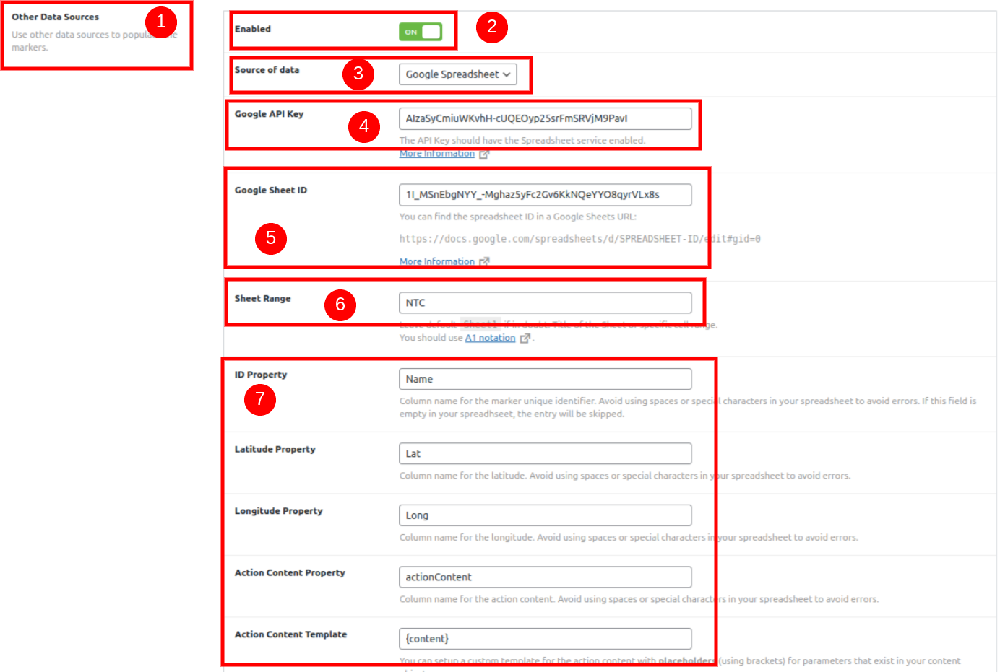 Other Data Sources
1
Use other data sources to populate the
markers.
Enabled
ON
2
Source of data
3
Google Spreadsheet
Google API Key
4
AIzaSyCmiuWKvhH-cUQEOyp25srFmSRVjM9PavI
The API Key should have the Spreadsheet service enabled.
More Information
Google Sheet ID
1I_MSnEbgNYY_-Mghaz5yFc2Gv6KkNQeYYO8qyrVLx8s
You can find the spreadsheet ID in a Google Sheets URL:
5
https://docs.google.com/spreadsheets/d/SPREADSHEET-ID/edit#gid=0
More Information
Sheet Range
6
NTC
Leave default Sheet1 if in doubt. Title of the Sheet or specific cell range.
You should use A1 notation .
ID Property
7
Name
Column name for the marker unique identifier. Avoid using spaces or special characters in your spreadsheet to avoid errors. If this field is
empty in your spreadhseet, the entry will be skipped.
Latitude Property
Lat
Column name for the latitude. Avoid using spaces or special characters in your spreadsheet to avoid errors.
Longitude Property
Long
Column name for the longitude. Avoid using spaces or special characters in your spreadsheet to avoid errors.
Action Content Property
actionContent
Column name for the action content. Avoid using spaces or special characters in your spreadsheet to avoid errors.
Action Content Template
{content}
You can setup a custom template for the action content with placeholders (using brackets) for parameters that exist in your content